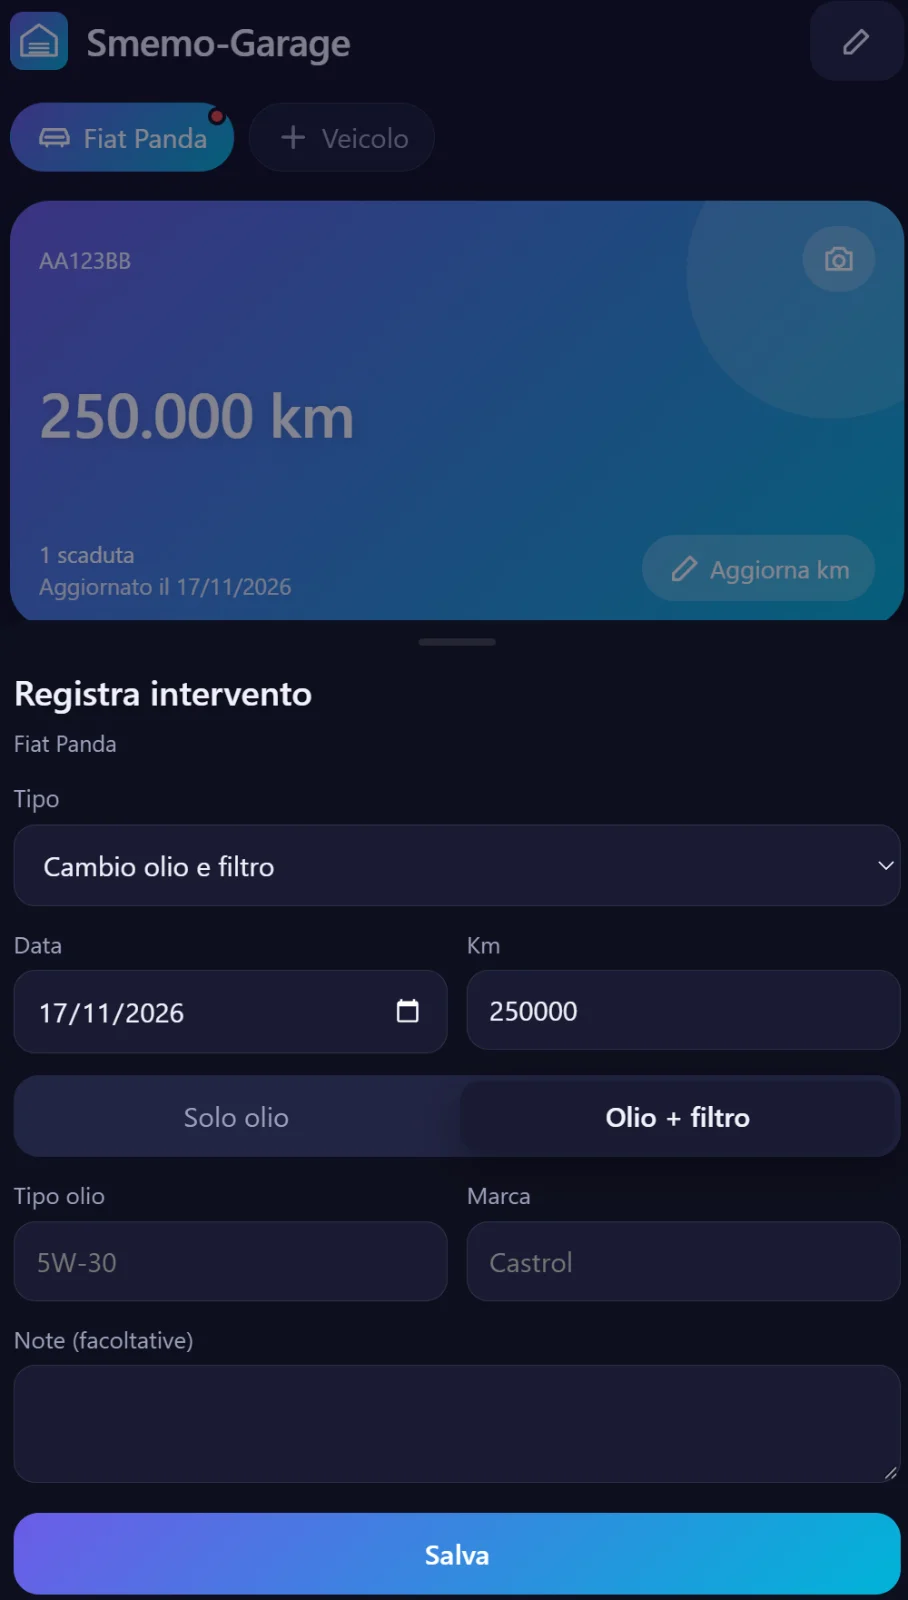 Smemo-Garage
Fiat Panda
Veicolo
AA123BB
250.000 km
1 scaduta
Aggiornato il 17/11/2026
Aggiorna km
Registra intervento
Fiat Panda
Tipo
Cambio olio e filtro
Data
Km
17/11/2026
250000
Solo olio
Olio + filtro
Tipo olio
Marca
5W-30
Castrol
Note (facoltative)
Salva